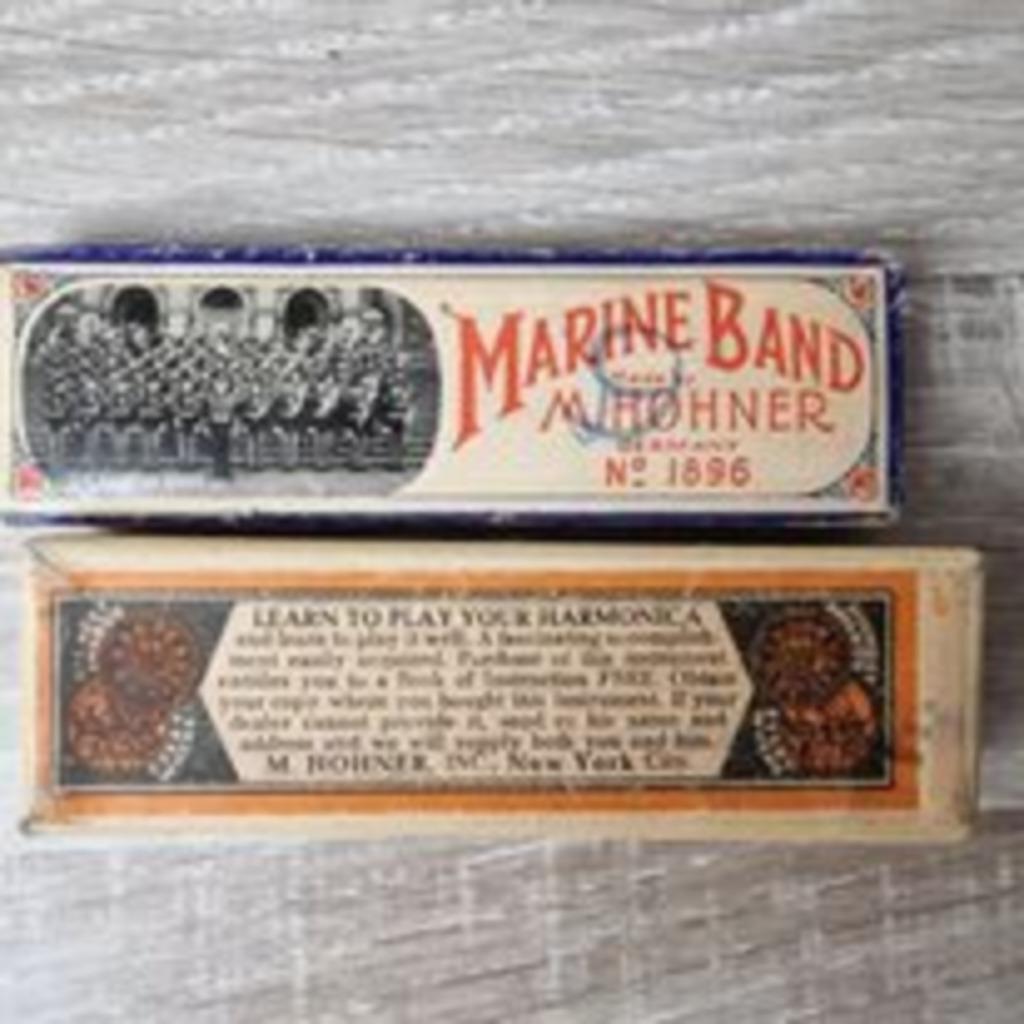 MARINE BAND
Made by
M. HOHNER
GERMANY
Nº 1896
LEARN TO PLAY YOUR HARMONICA
and learn to play it well. A fascinating accomplish-
ment easily acquired. Purchase of this instrument
entitles you to a Book of Instruction FREE. Obtain
your copy where you bought this instrument. If your
dealer cannot provide it, send us his name and
address and we will supply both you and him.
M. HOHNER, INC., New York City.